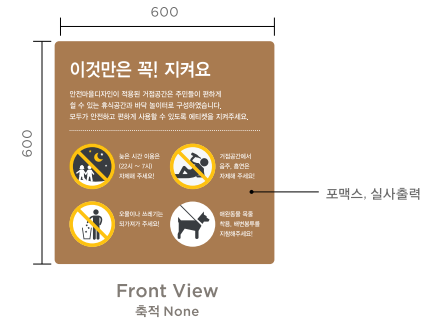 600
600
이것만은 꼭! 지켜요
안전마을디자인이 적용된 거점공간은 주민들이 편하게
쉴 수 있는 휴식공간과 바닥 놀이터로 구성하였습니다.
모두가 안전하고 편하게 사용할 수 있도록 에티켓을 지켜주세요.
늦은 시간 이용은
(22시 ~ 7시)
자제해 주세요!
거점공간에서
음주, 흡연은
자제해 주세요!
오물이나 쓰레기는
되가져가 주세요!
애완동물 목줄
착용, 배변봉투를
지참해주세요!
포맥스, 실사출력
Front View
축적 None